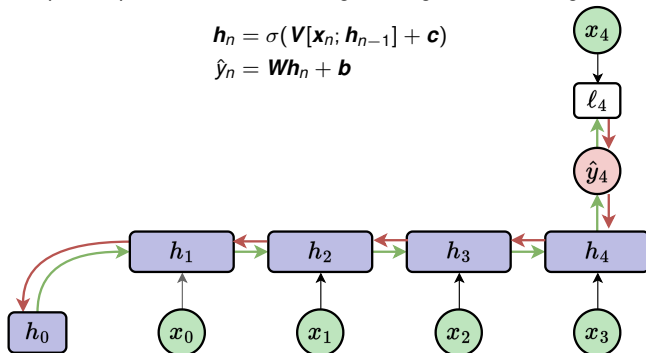 h_n = σ(V[x_n; h_{n−1}] + c)
ŷ_n = Wh_n + b
x_4
ℓ_4
ŷ_4
h_1 h_2 h_3 h_4
h_0 x_0 x_1 x_2 x_3